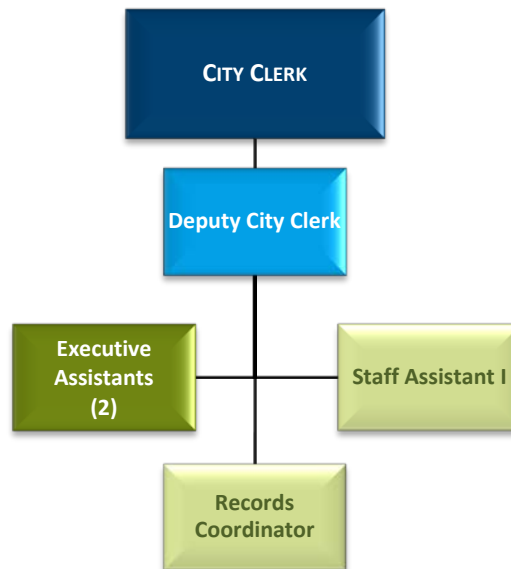 CITY CLERK
Deputy City Clerk
Executive
Assistants
(2)
Staff Assistant I
Records
Coordinator